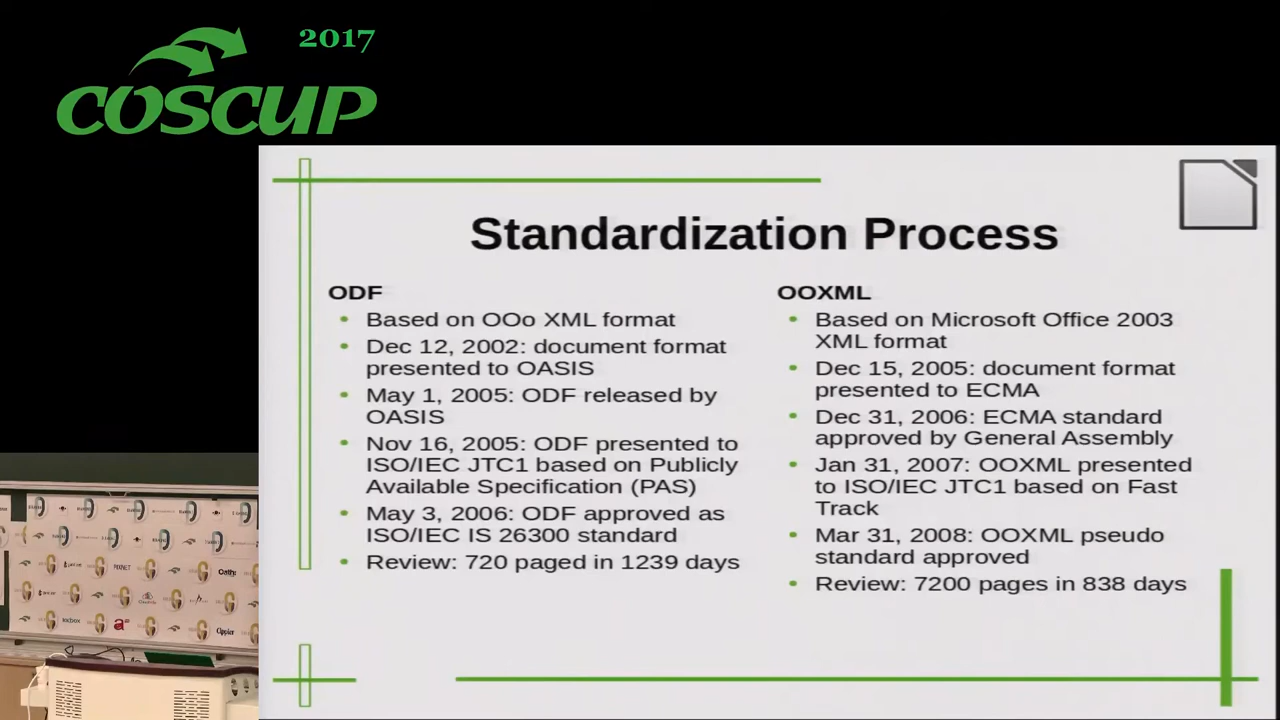 2017
COSCUP
Standardization Process
ODF
• Based on OOo XML format
• Dec 12, 2002: document format
presented to OASIS
• May 1, 2005: ODF released by
OASIS
• Nov 16, 2005: ODF presented to
ISO/IEC JTC1 based on Publicly
Available Specification (PAS)
• May 3, 2006: ODF approved as
ISO/IEC IS 26300 standard
• Review: 720 paged in 1239 days
OOXML
• Based on Microsoft Office 2003
XML format
• Dec 15, 2005: document format
presented to ECMA
• Dec 31, 2006: ECMA standard
approved by General Assembly
• Jan 31, 2007: OOXML presented
to ISO/IEC JTC1 based on Fast
Track
• Mar 31, 2008: OOXML pseudo
standard approved
• Review: 7200 pages in 838 days
PIXNET
Oath: